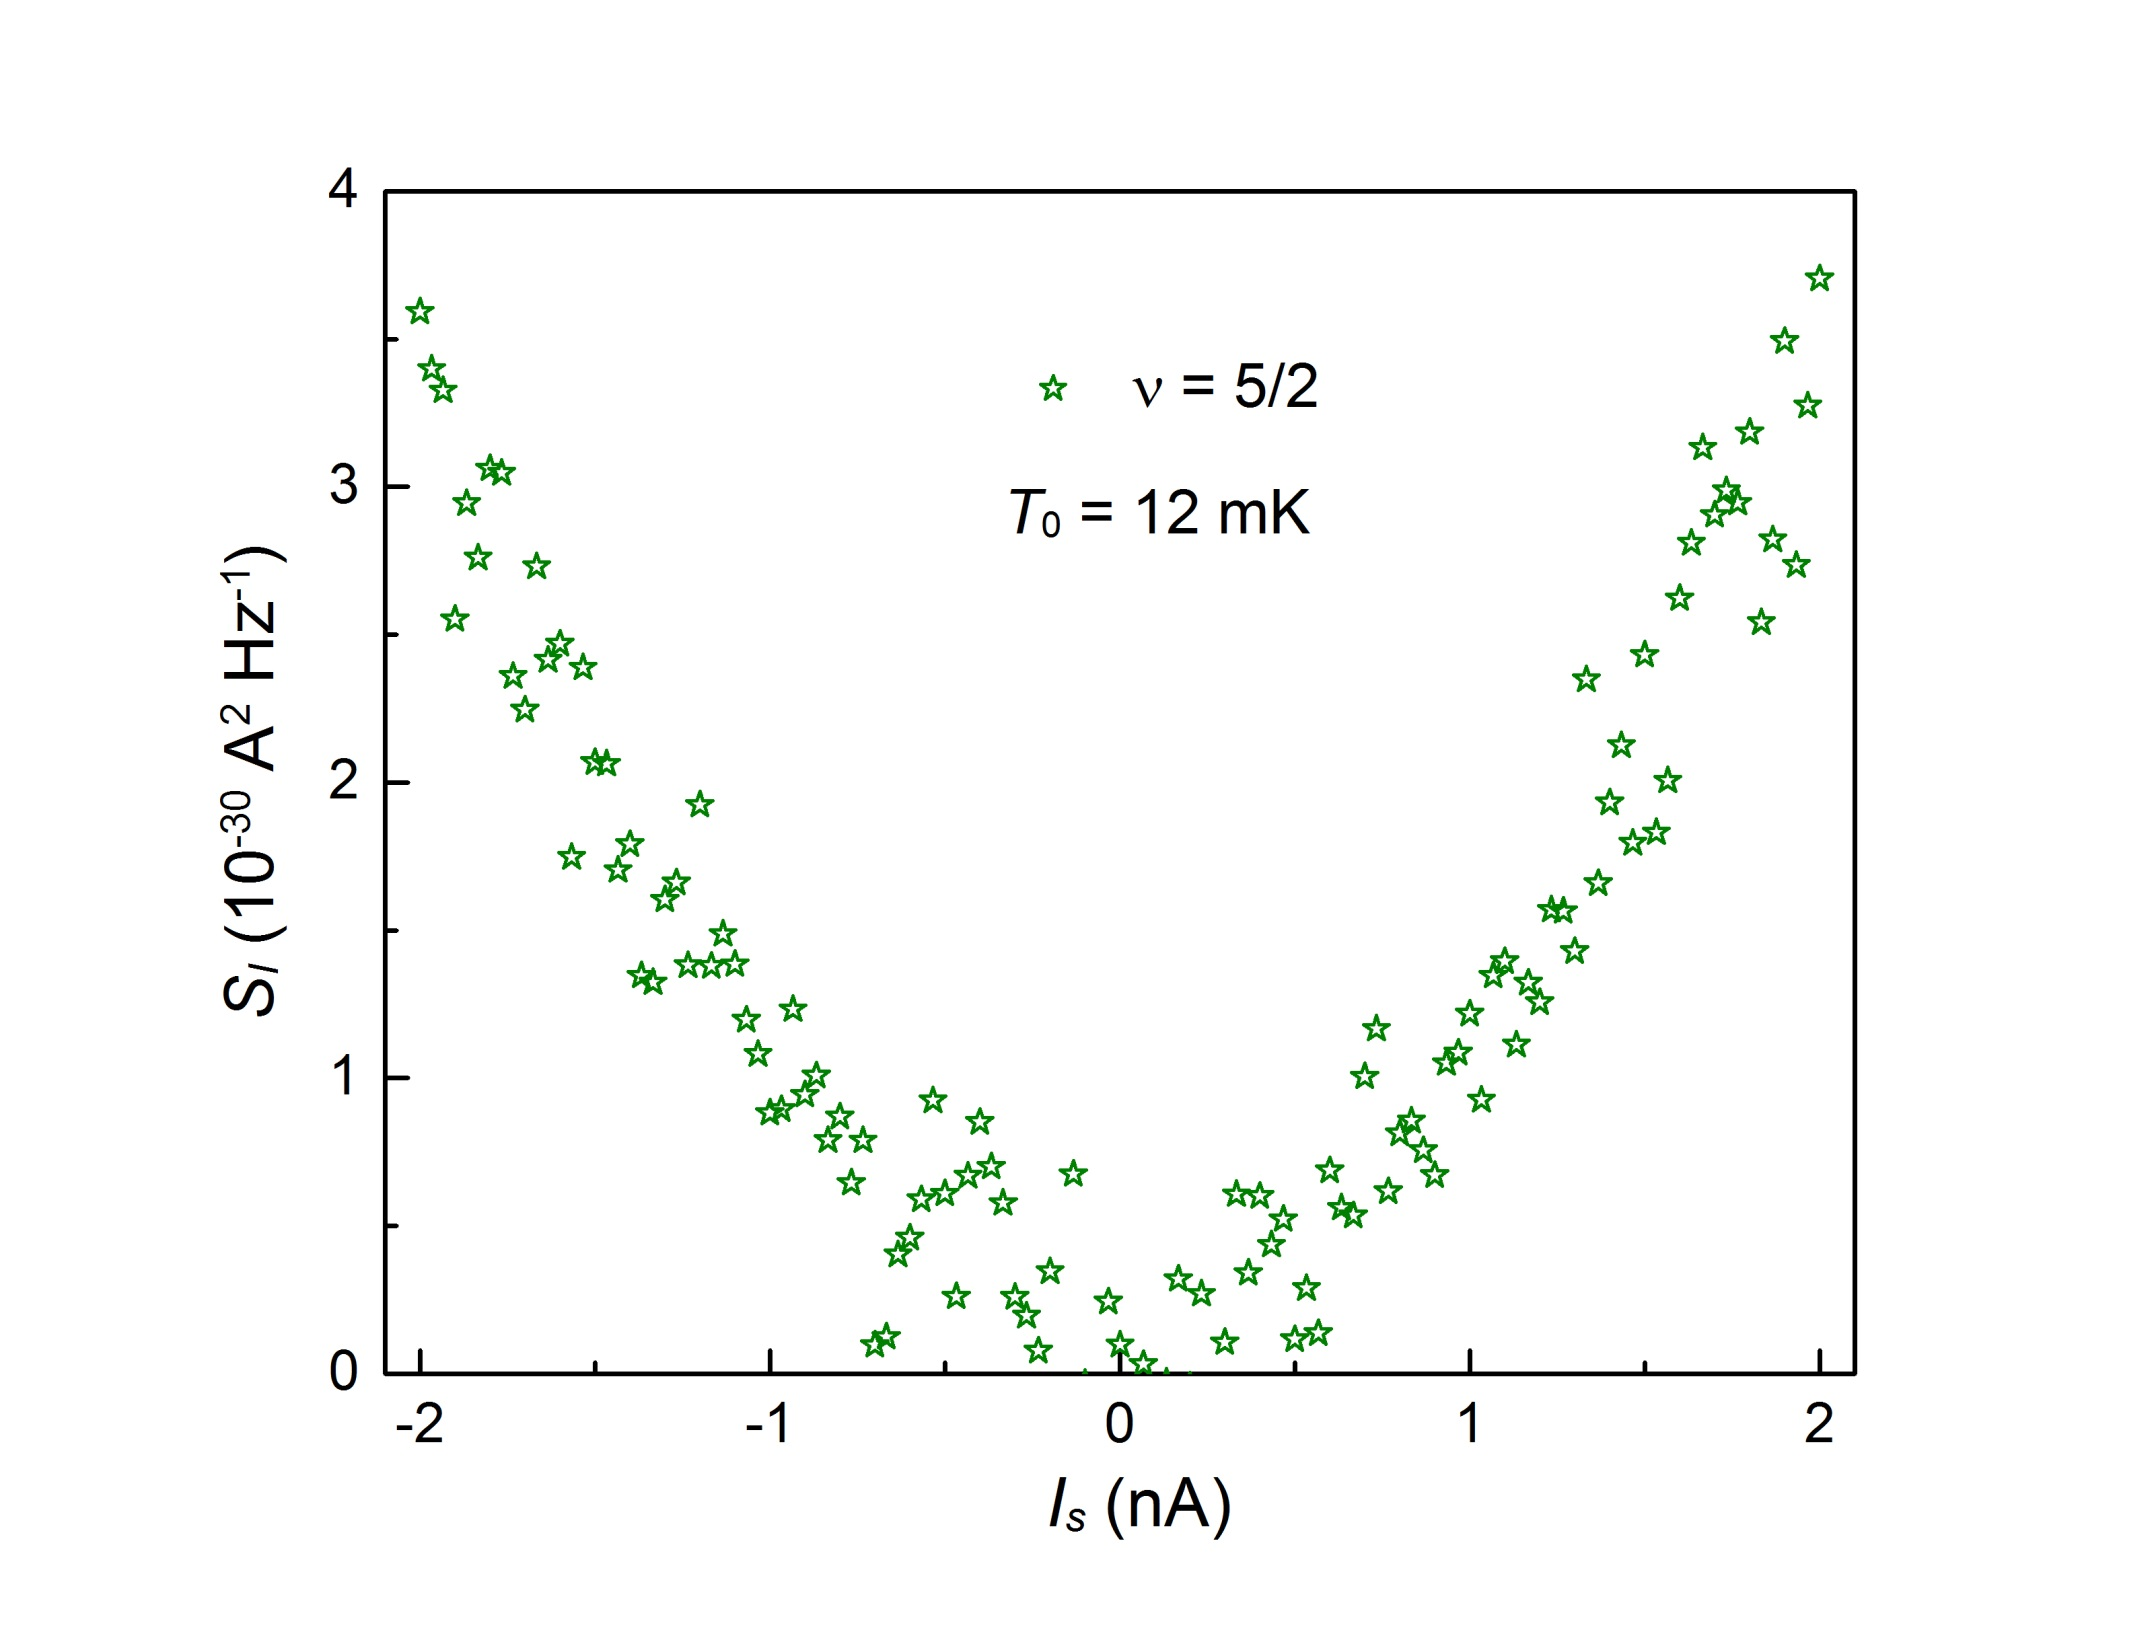 4
3
2
1
0
-2 -1 0 1 2
S_I (10^-30 A^2 Hz^-1)
I_s (nA)
ν = 5/2
T_0 = 12 mK